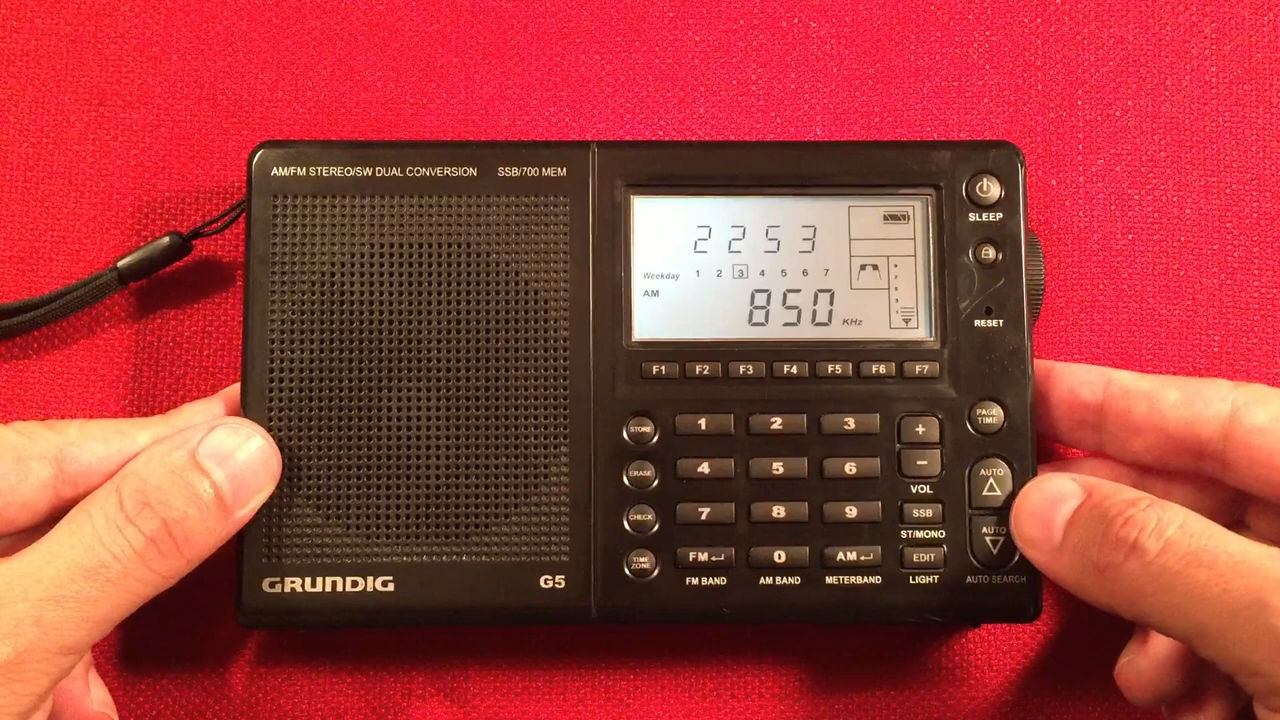 AM/FM STEREO/SW DUAL CONVERSION SSB/700 MEM
2253
Weekday 1 2 3 4 5 6 7
AM
850 KHz
SLEEP
RESET
F1 F2 F3 F4 F5 F6 F7
STORE 1 2 3 + PAGE TIME
ERASE 4 5 6 −
VOL
AUTO
CHECK 7 8 9 SSB
ST/MONO
AUTO
TIME ZONE FM 0 AM EDIT
FM BAND AM BAND METERBAND LIGHT AUTO SEARCH
GRUNDIG G5